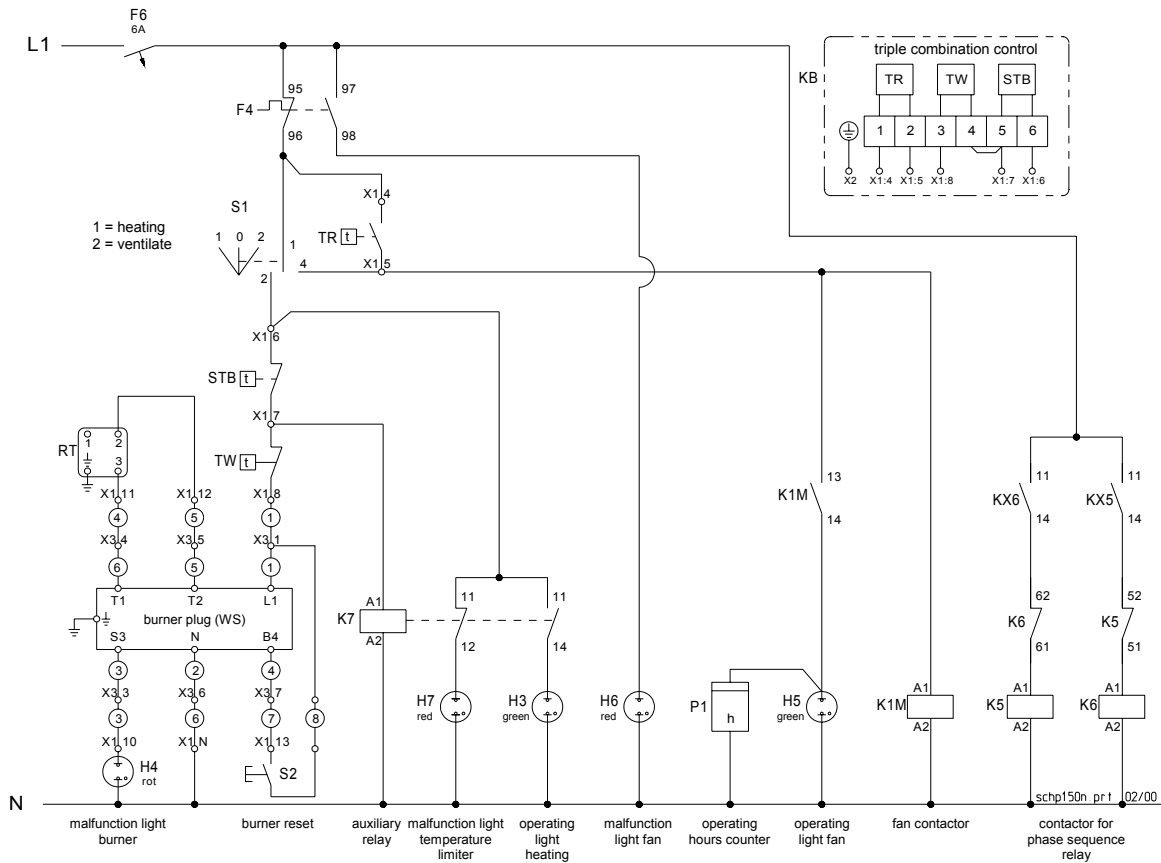 F6
6A
L1
triple combination control
KB
TR TW STB
1 2 3 4 5 6
X2 X1:4 X1:5 X1:8 X1:7 X1:6
95 97
F4
96 98
X1 4
S1
1 = heating
2 = ventilate
1 0 2
1
TR t
4 X1 5
2
X1 6
STB t
X1 7
RT
1 2
3
TW t
X1 11 X1 12 X1 8
4 5 1
X3 4 X3 5 X3 1
6 5 1
T1 T2 L1
burner plug (WS)
S3 N B4
3 2 4
X3 3 X3 6 X3 7
3 6 7 8
X1 10 X1 N X1 13
H4
rot
S2
A1
K7
A2
11 11
12 14
H7
red
H3
green
H6
red
P1
h
H5
green
13
K1M
14
A1
K1M
A2
11 11
KX6 KX5
14 14
62 52
K6 K5
61 51
A1 A1
K5 K6
A2 A2
N
schp150n prt 02/00
malfunction light
burner
burner reset
auxiliary
relay
malfunction light
temperature
limiter
operating
light
heating
malfunction
light fan
operating
hours counter
operating
light fan
fan contactor
contactor for
phase sequence
relay